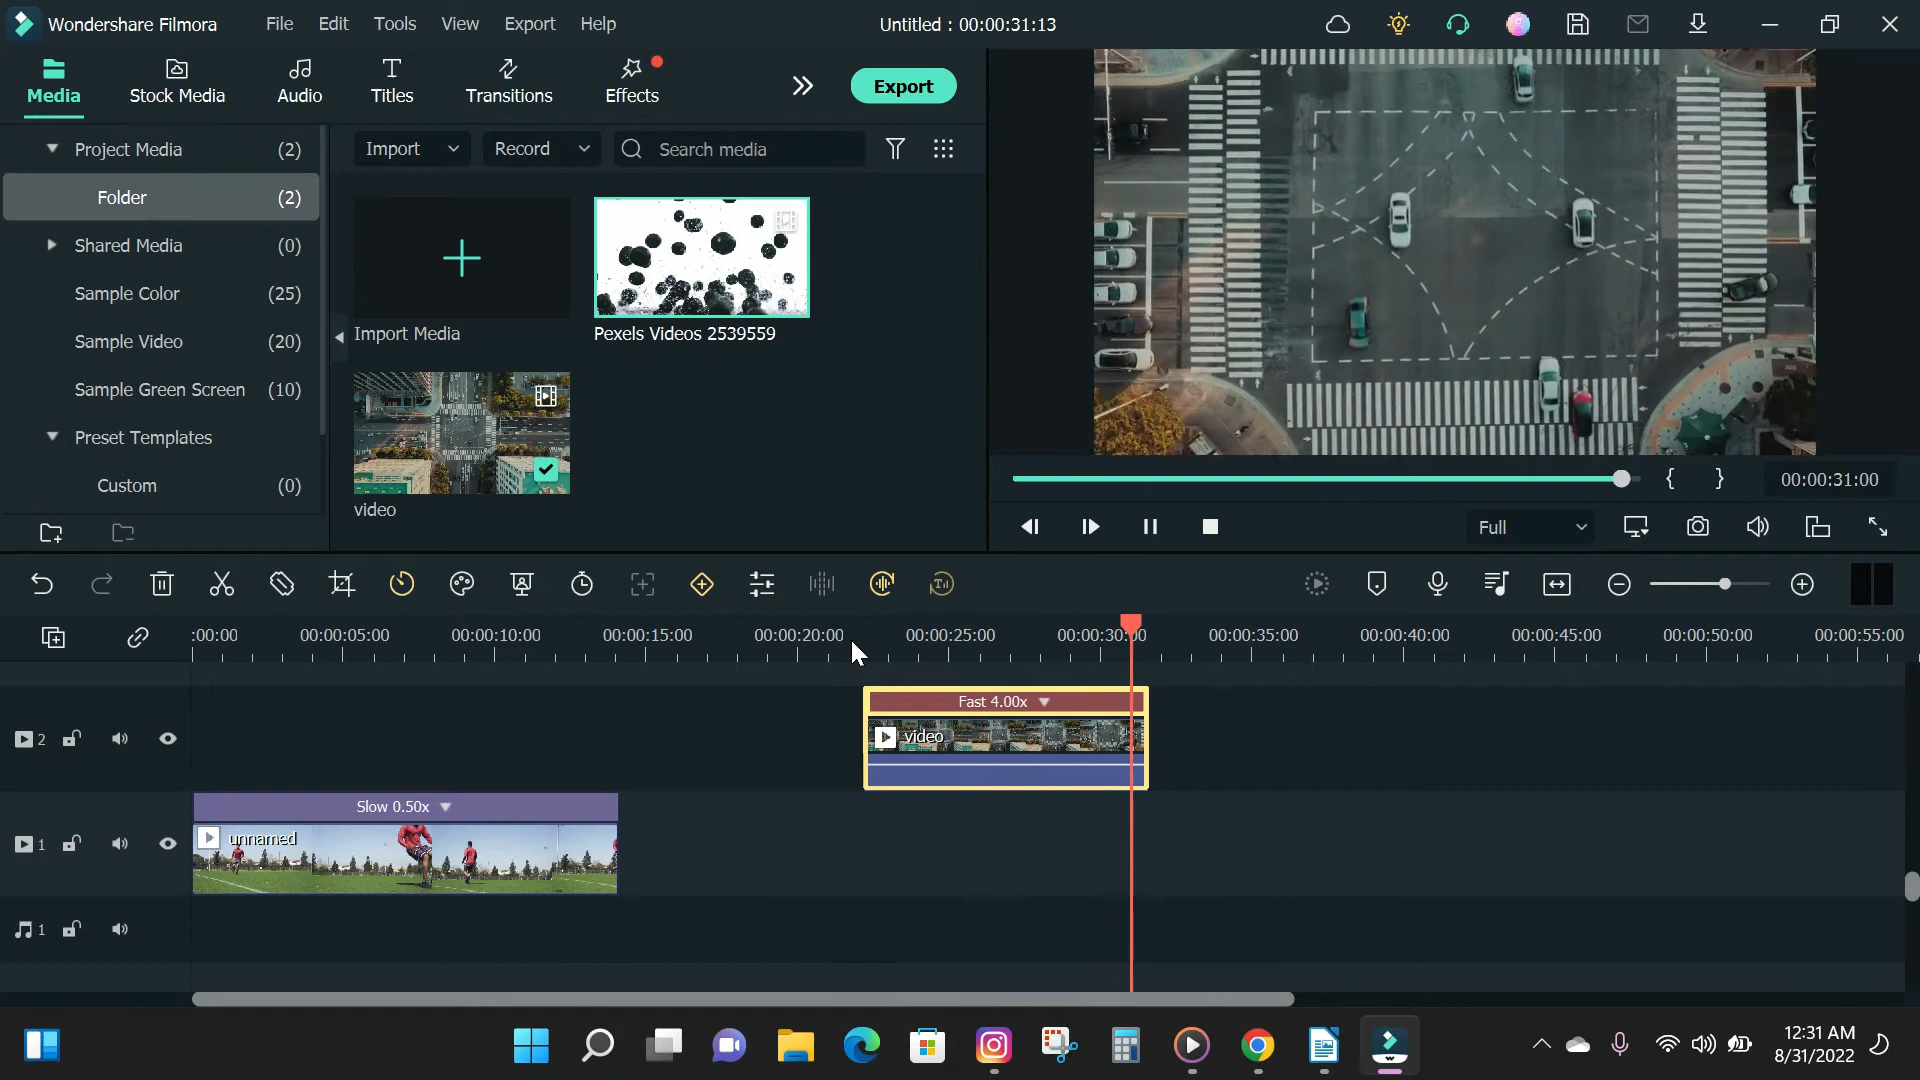 Wondershare Filmora
File
Edit
Tools
View
Export
Help
Untitled : 00:00:31:13
Media
Stock Media
Audio
Titles
Transitions
Effects
Export
Project Media (2)
Folder (2)
Shared Media (0)
Sample Color (25)
Sample Video (20)
Sample Green Screen (10)
Preset Templates
Custom (0)
Import
Record
Search media
Import Media
Pexels Videos 2539559
video
{ }
00:00:31:00
Full
:00:00
00:00:05:00
00:00:10:00
00:00:15:00
00:00:20:00
00:00:25:00
00:00:30:00
00:00:35:00
00:00:40:00
00:00:45:00
00:00:50:00
00:00:55:00
2
Fast 4.00x
video
1
Slow 0.50x
unnamed
1
12:31 AM
8/31/2022